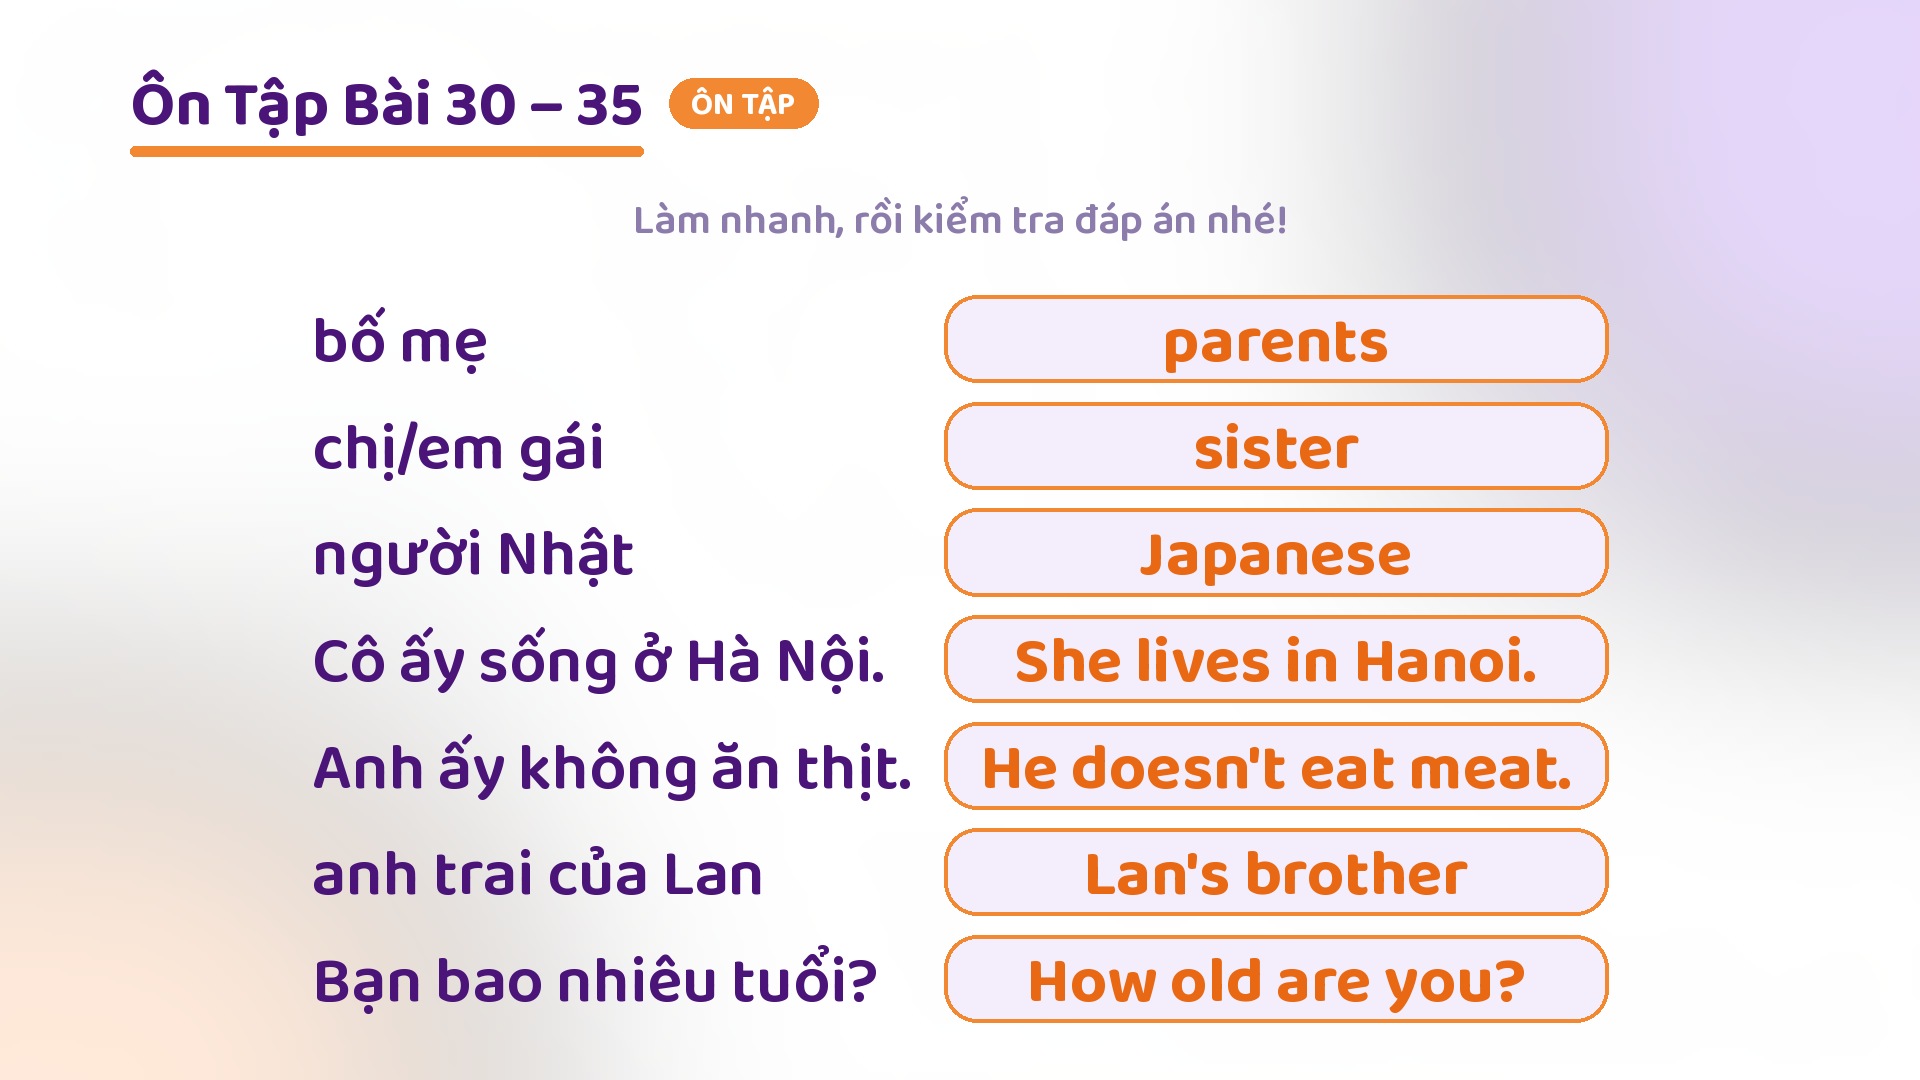 Ôn Tập Bài 30 – 35
ÔN TẬP
Làm nhanh, rồi kiểm tra đáp án nhé!
bố mẹ
parents
chị/em gái
sister
người Nhật
Japanese
Cô ấy sống ở Hà Nội.
She lives in Hanoi.
Anh ấy không ăn thịt.
He doesn't eat meat.
anh trai của Lan
Lan's brother
Bạn bao nhiêu tuổi?
How old are you?